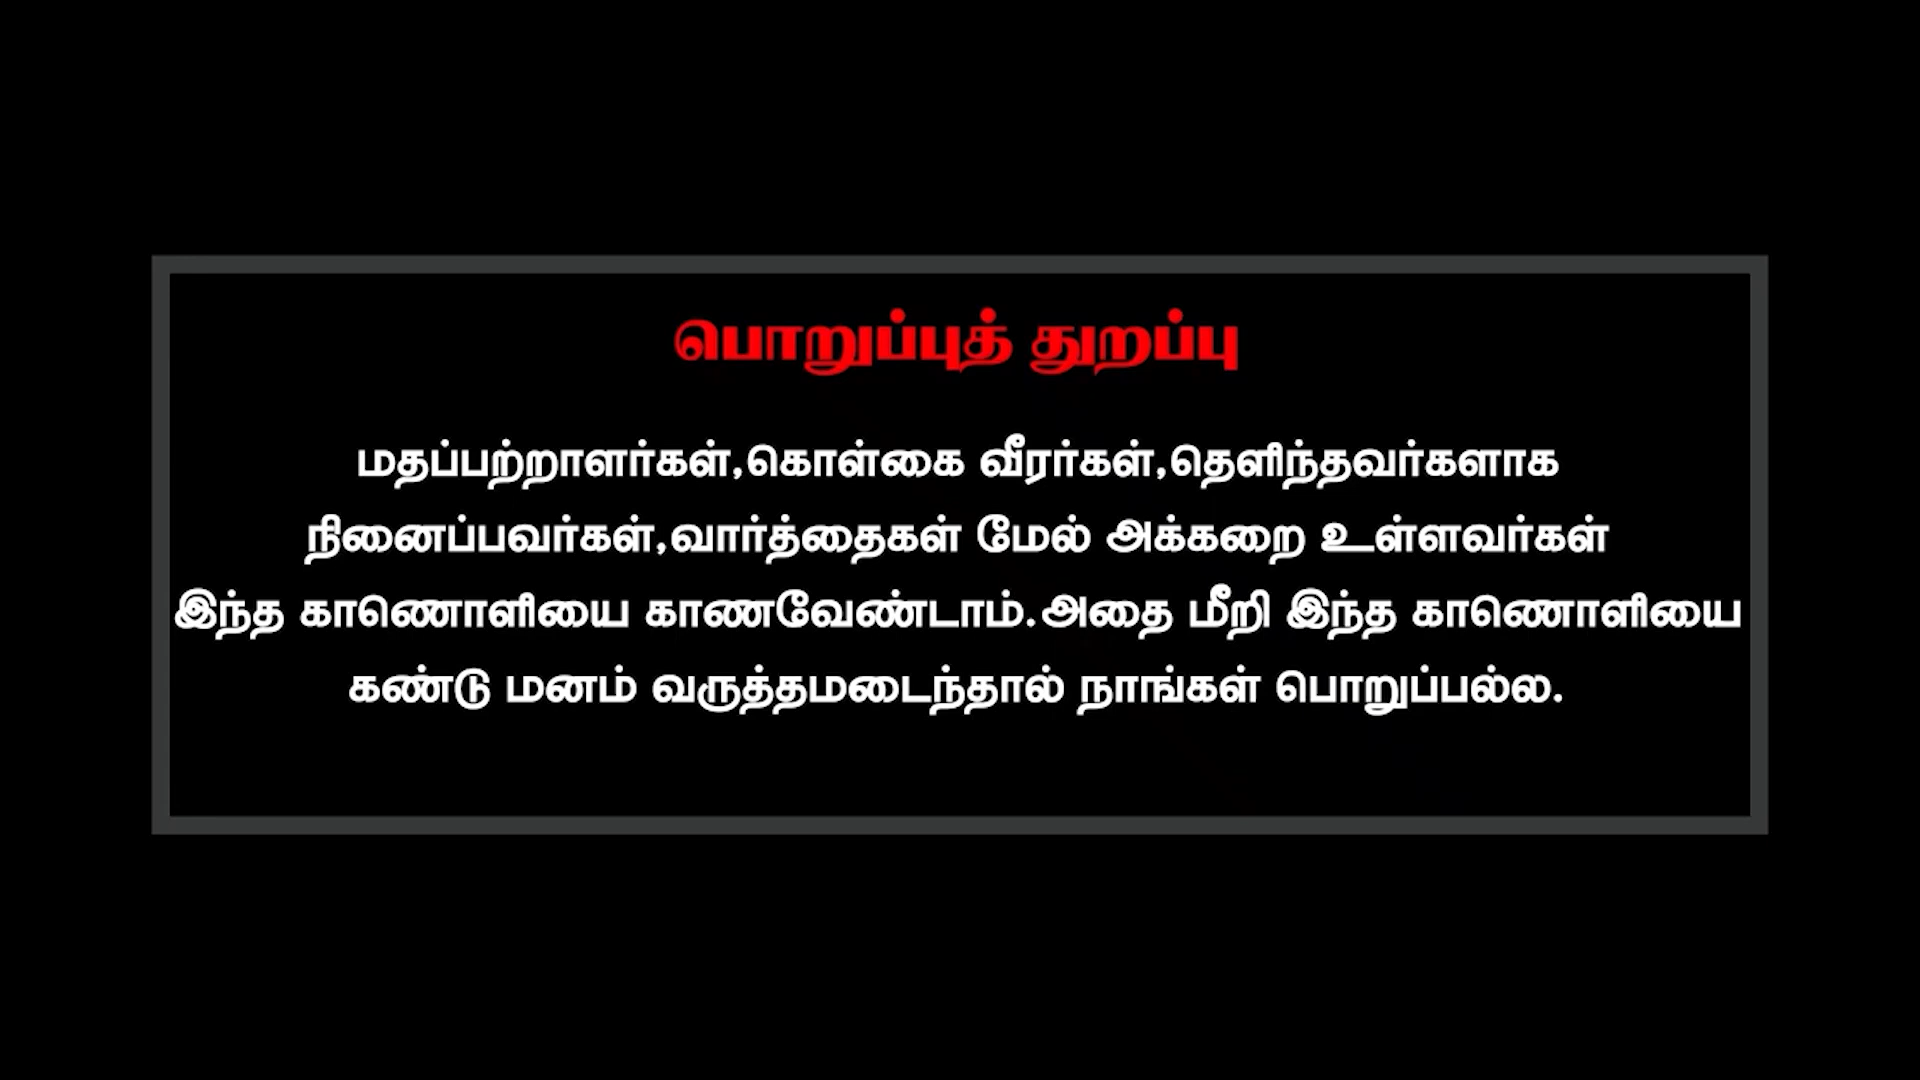 பொறுப்புத் துறப்பு
மதப்பற்றாளர்கள்,கொள்கை வீரர்கள்,தெளிந்தவர்களாக
நினைப்பவர்கள்,வார்த்தைகள் மேல் அக்கறை உள்ளவர்கள்
இந்த காணொளியை காணவேண்டாம்.அதை மீறி இந்த காணொளியை
கண்டு மனம் வருத்தமடைந்தால் நாங்கள் பொறுப்பல்ல.